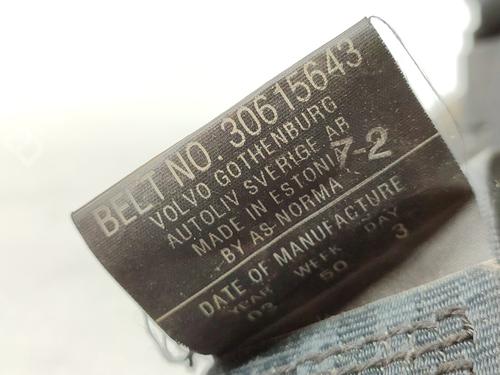 BELT NO. 30615643
VOLVO GOTHENBURG
AUTOLIV SVERIGE AB
MADE IN ESTONIA 7-2
BY AS NORMA
DATE OF MANUFACTURE
YEAR WEEK DAY
03 50 3